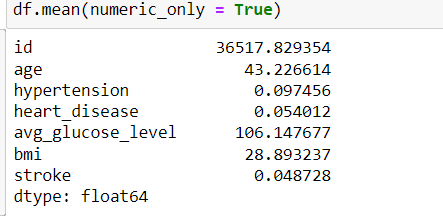 df.mean(numeric_only = True)
id 36517.829354
age 43.226614
hypertension 0.097456
heart_disease 0.054012
avg_glucose_level 106.147677
bmi 28.893237
stroke 0.048728
dtype: float64